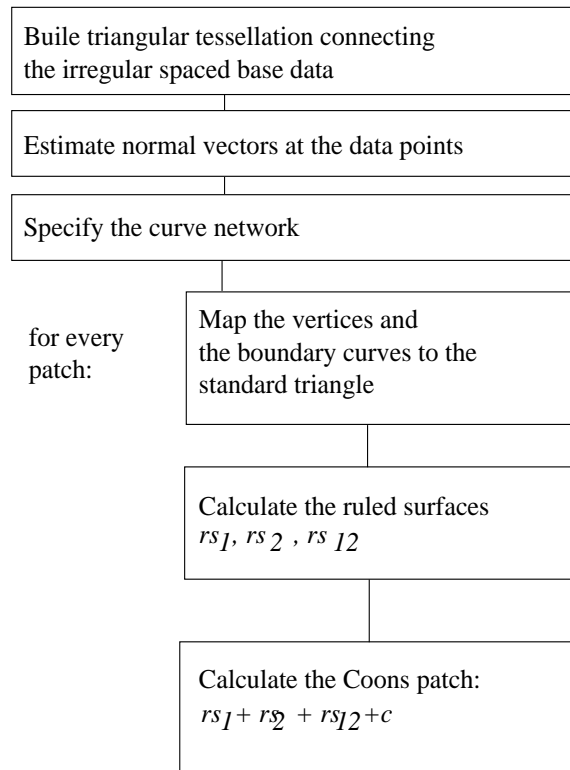 Buile triangular tessellation connecting
the irregular spaced base data
Estimate normal vectors at the data points
Specify the curve network
for every
patch:
Map the vertices and
the boundary curves to the
standard triangle
Calculate the ruled surfaces
rs1, rs2 , rs12
Calculate the Coons patch:
rs1+ rs2 + rs12+c